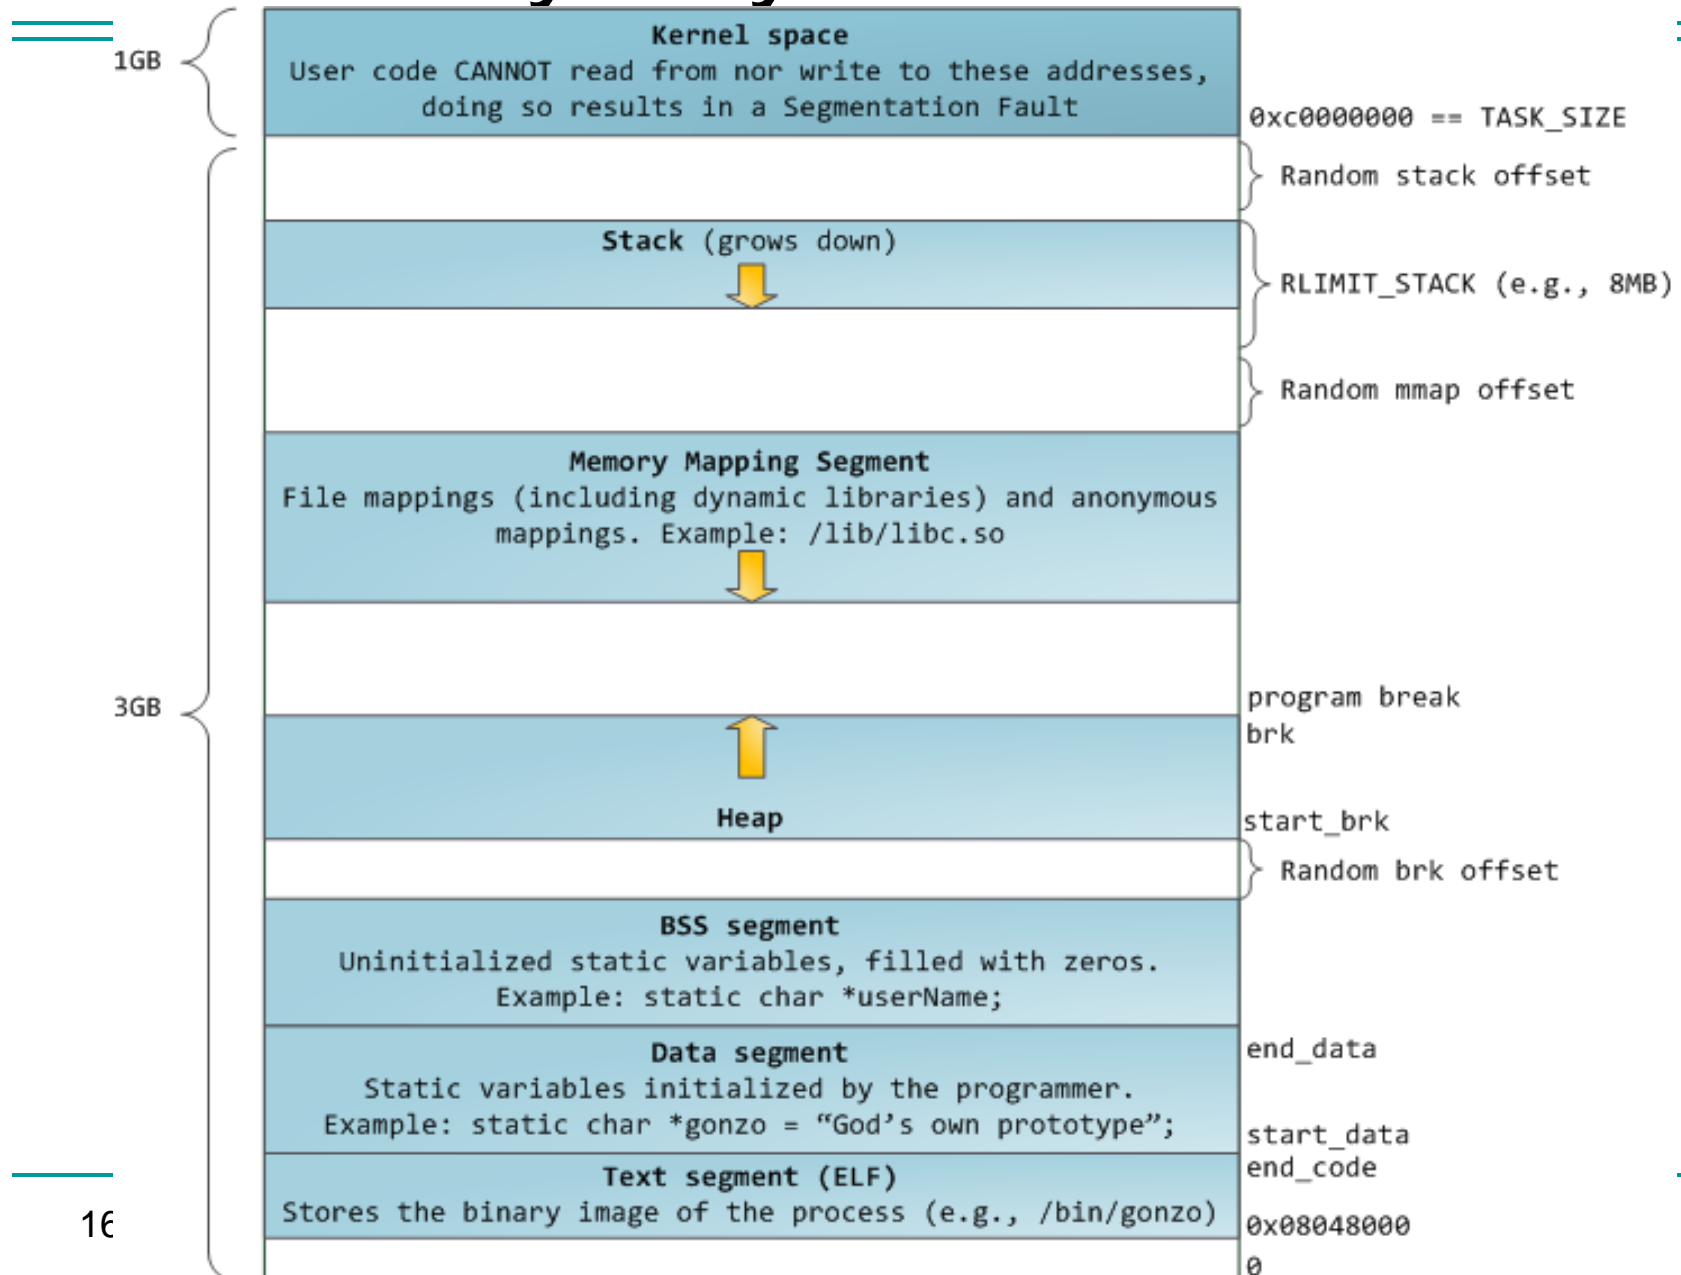 1GB
Kernel space
User code CANNOT read from nor write to these addresses,
doing so results in a Segmentation Fault
0xc0000000 == TASK_SIZE
Random stack offset
Stack (grows down)
RLIMIT_STACK (e.g., 8MB)
Random mmap offset
Memory Mapping Segment
File mappings (including dynamic libraries) and anonymous
mappings. Example: /lib/libc.so
3GB
program break
brk
Heap
start_brk
Random brk offset
BSS segment
Uninitialized static variables, filled with zeros.
Example: static char *userName;
Data segment
Static variables initialized by the programmer.
Example: static char *gonzo = “God’s own prototype”;
end_data
start_data
Text segment (ELF)
Stores the binary image of the process (e.g., /bin/gonzo)
end_code
0x08048000
0
16